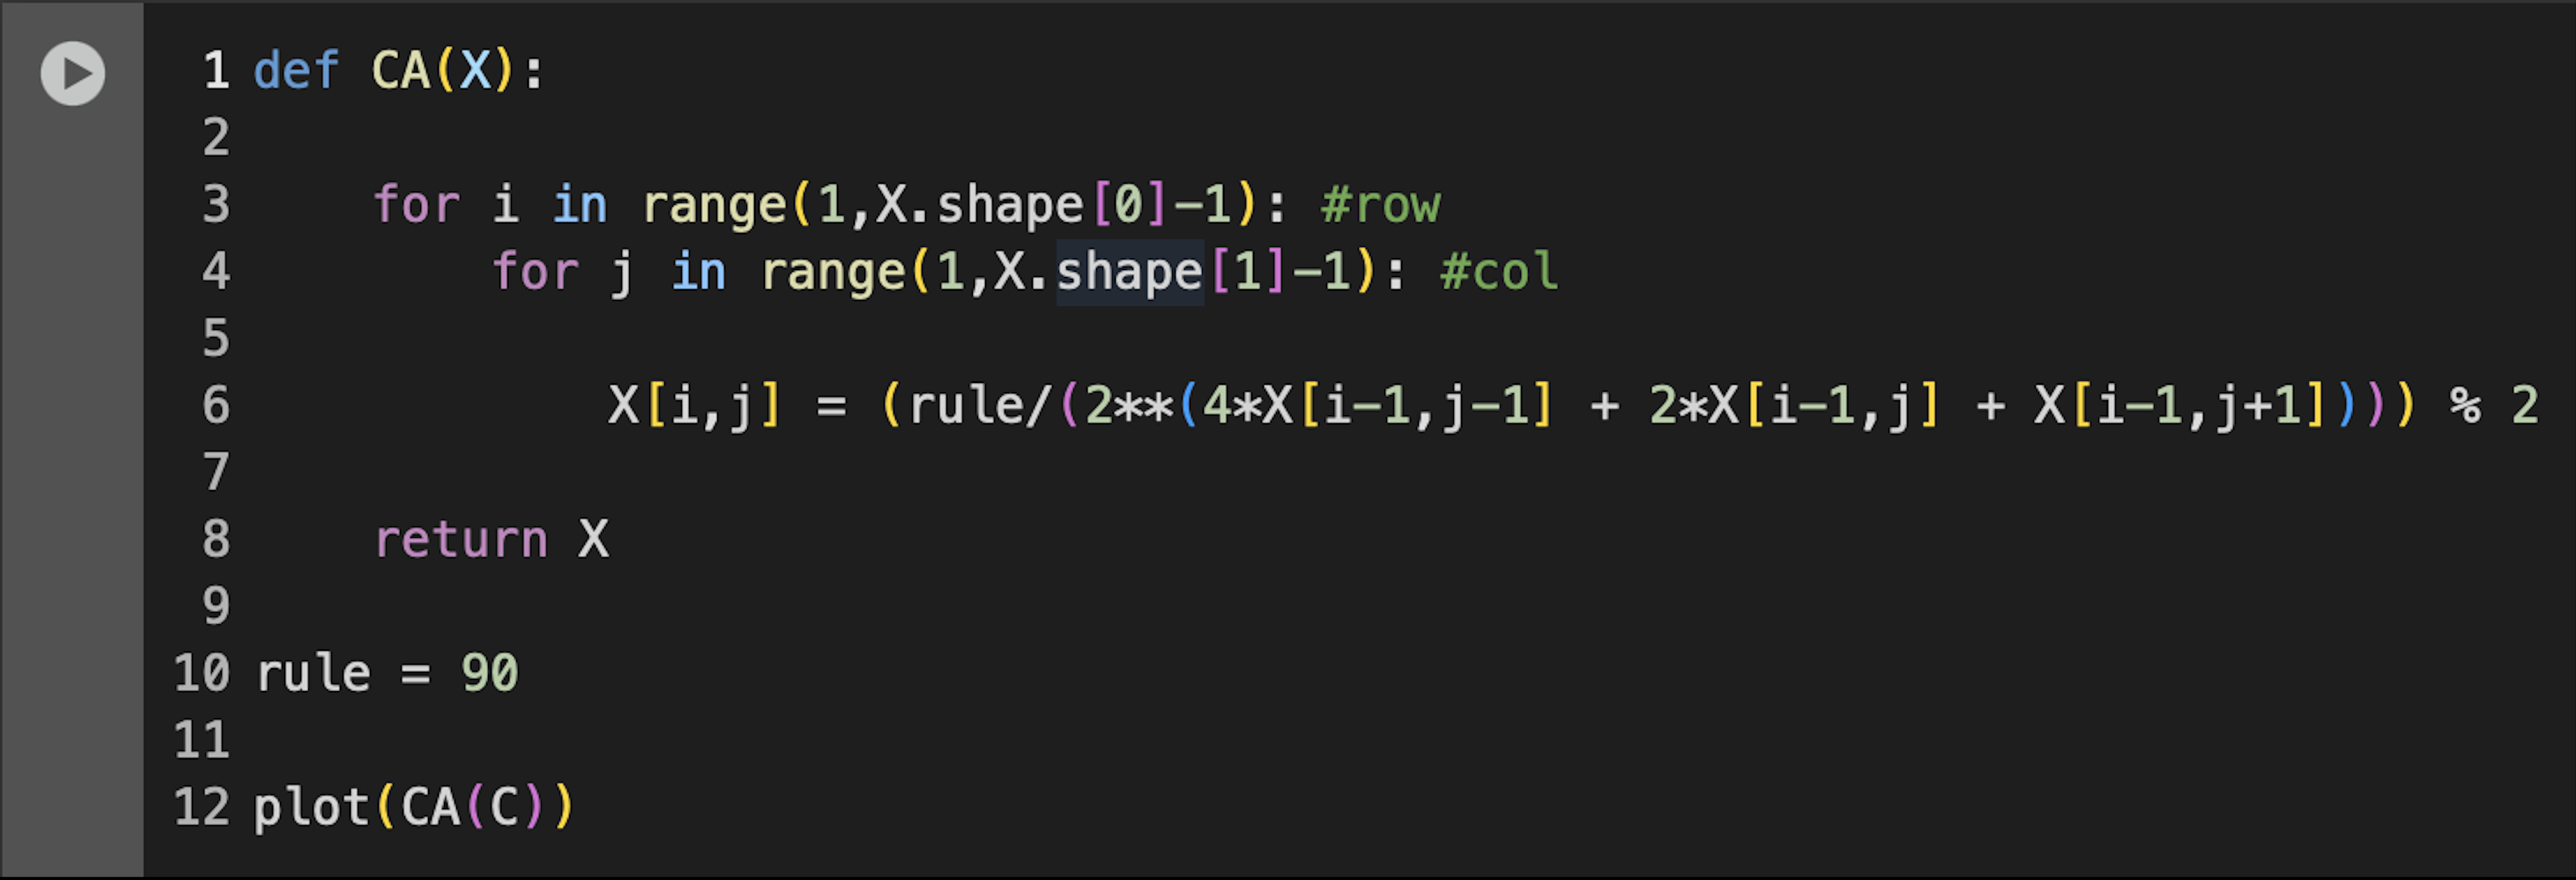 1 def CA(X):
2
3     for i in range(1,X.shape[0]-1): #row
4         for j in range(1,X.shape[1]-1): #col
5
6             X[i,j] = (rule/(2**(4*X[i-1,j-1] + 2*X[i-1,j] + X[i-1,j+1]))) % 2
7
8     return X
9
10 rule = 90
11
12 plot(CA(C))